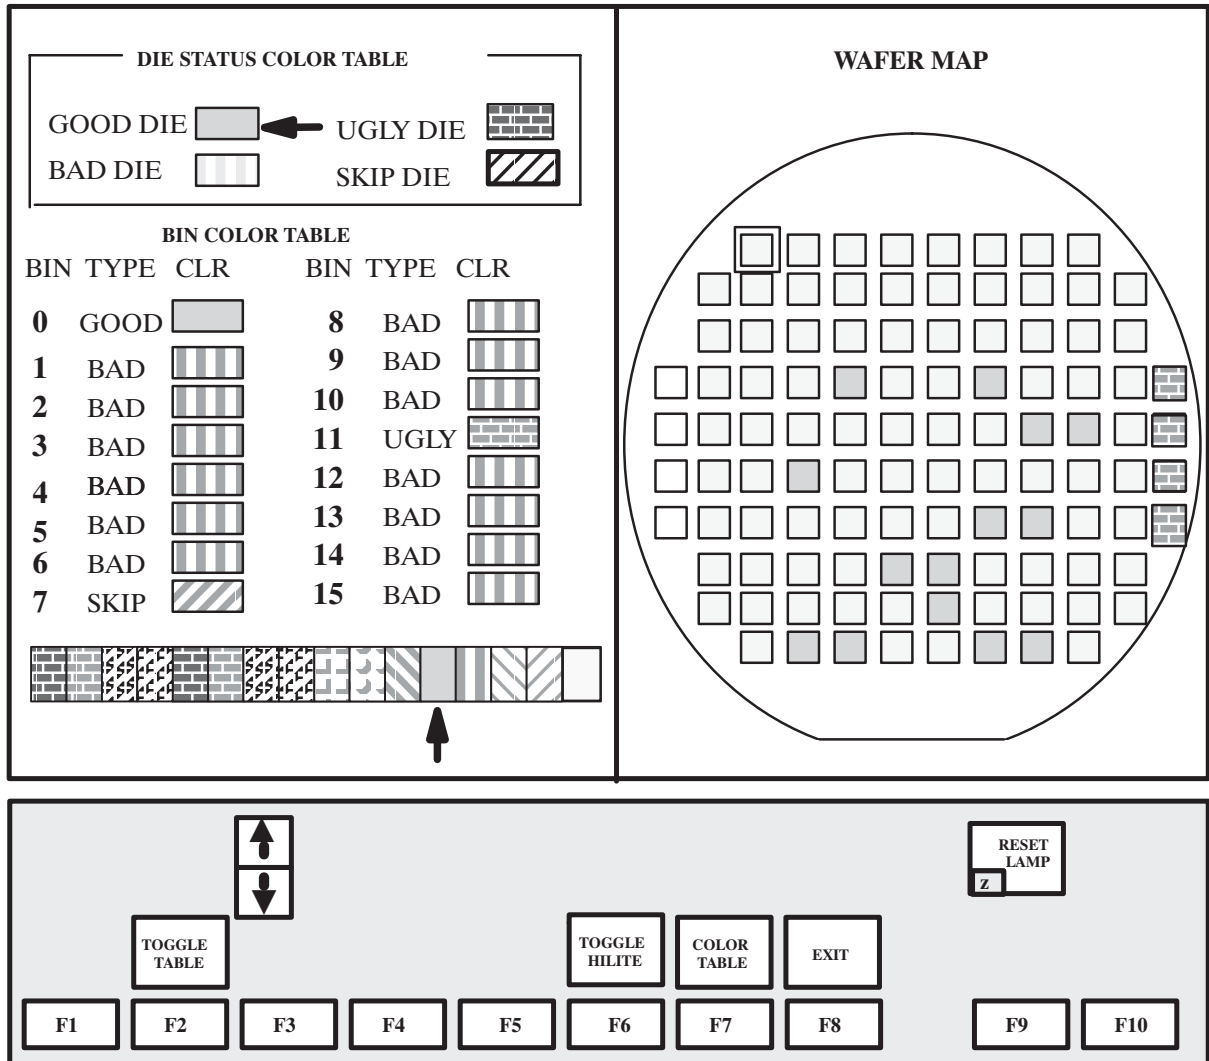 DIE STATUS COLOR TABLE
GOOD DIE
UGLY DIE
BAD DIE
SKIP DIE
BIN COLOR TABLE
BIN TYPE CLR BIN TYPE CLR
0 GOOD 8 BAD
1 BAD 9 BAD
2 BAD 10 BAD
3 BAD 11 UGLY
4 BAD 12 BAD
5 BAD 13 BAD
6 BAD 14 BAD
7 SKIP 15 BAD
WAFER MAP
RESET
LAMP
Z
TOGGLE
TABLE
TOGGLE
HILITE
COLOR
TABLE
EXIT
F1 F2 F3 F4 F5 F6 F7 F8 F9 F10